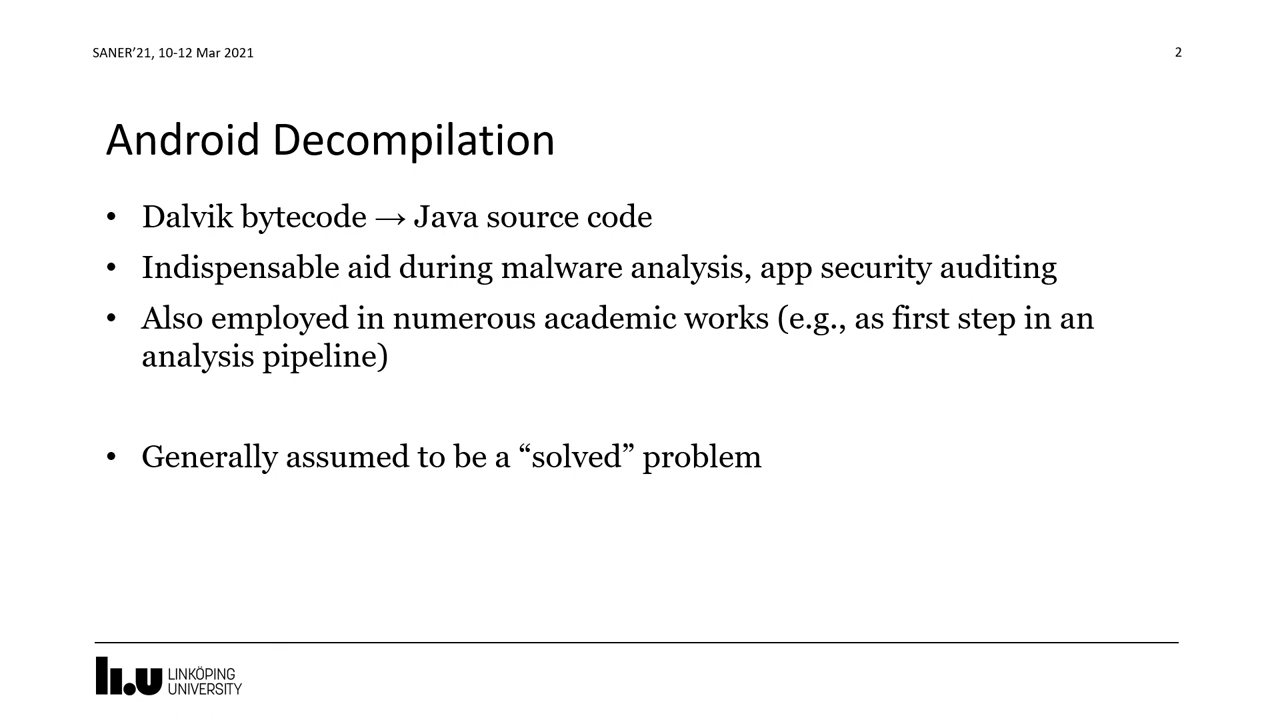 SANER’21, 10-12 Mar 2021
2
Android Decompilation
• Dalvik bytecode → Java source code
• Indispensable aid during malware analysis, app security auditing
• Also employed in numerous academic works (e.g., as first step in an
analysis pipeline)
• Generally assumed to be a “solved” problem
li.u LINKÖPING
UNIVERSITY